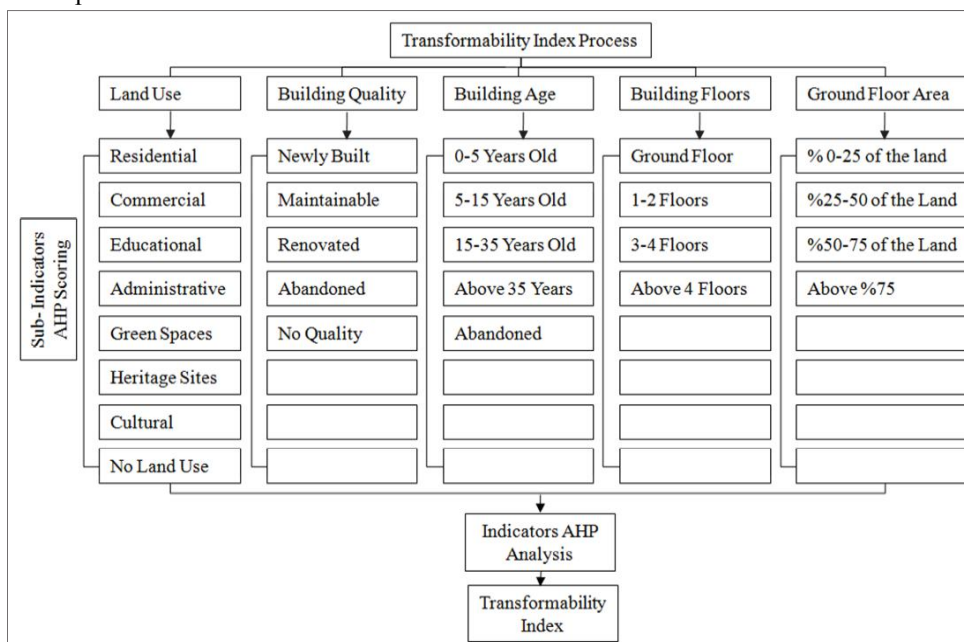 Transformability Index Process
Land Use
Building Quality
Building Age
Building Floors
Ground Floor Area
Sub- Indicators
AHP Scoring
Residential
Newly Built
0-5 Years Old
Ground Floor
% 0-25 of the land
Commercial
Maintainable
5-15 Years Old
1-2 Floors
%25-50 of the Land
Educational
Renovated
15-35 Years Old
3-4 Floors
%50-75 of the Land
Administrative
Abandoned
Above 35 Years
Above 4 Floors
Above %75
Green Spaces
No Quality
Abandoned
Heritage Sites
Cultural
No Land Use
Indicators AHP
Analysis
Transformability
Index